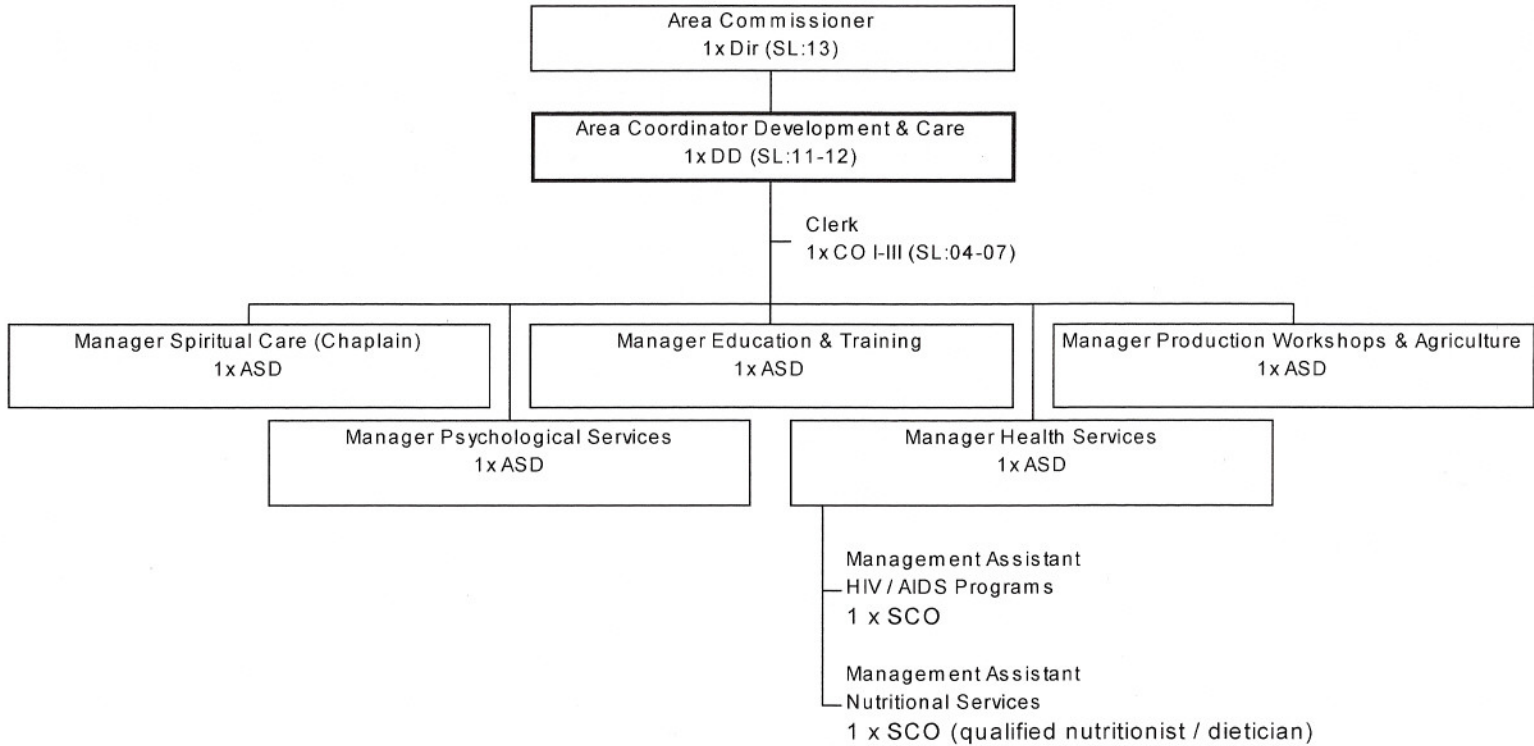 Area Commissioner
1x Dir (SL:13)
Area Coordinator Development & Care
1x DD (SL:11-12)
Clerk
1x CO I-III (SL:04-07)
Manager Spiritual Care (Chaplain)
1x ASD
Manager Education & Training
1x ASD
Manager Production Workshops & Agriculture
1x ASD
Manager Psychological Services
1x ASD
Manager Health Services
1x ASD
Management Assistant
HIV / AIDS Programs
1 x SCO
Management Assistant
Nutritional Services
1 x SCO (qualified nutritionist / dietician)